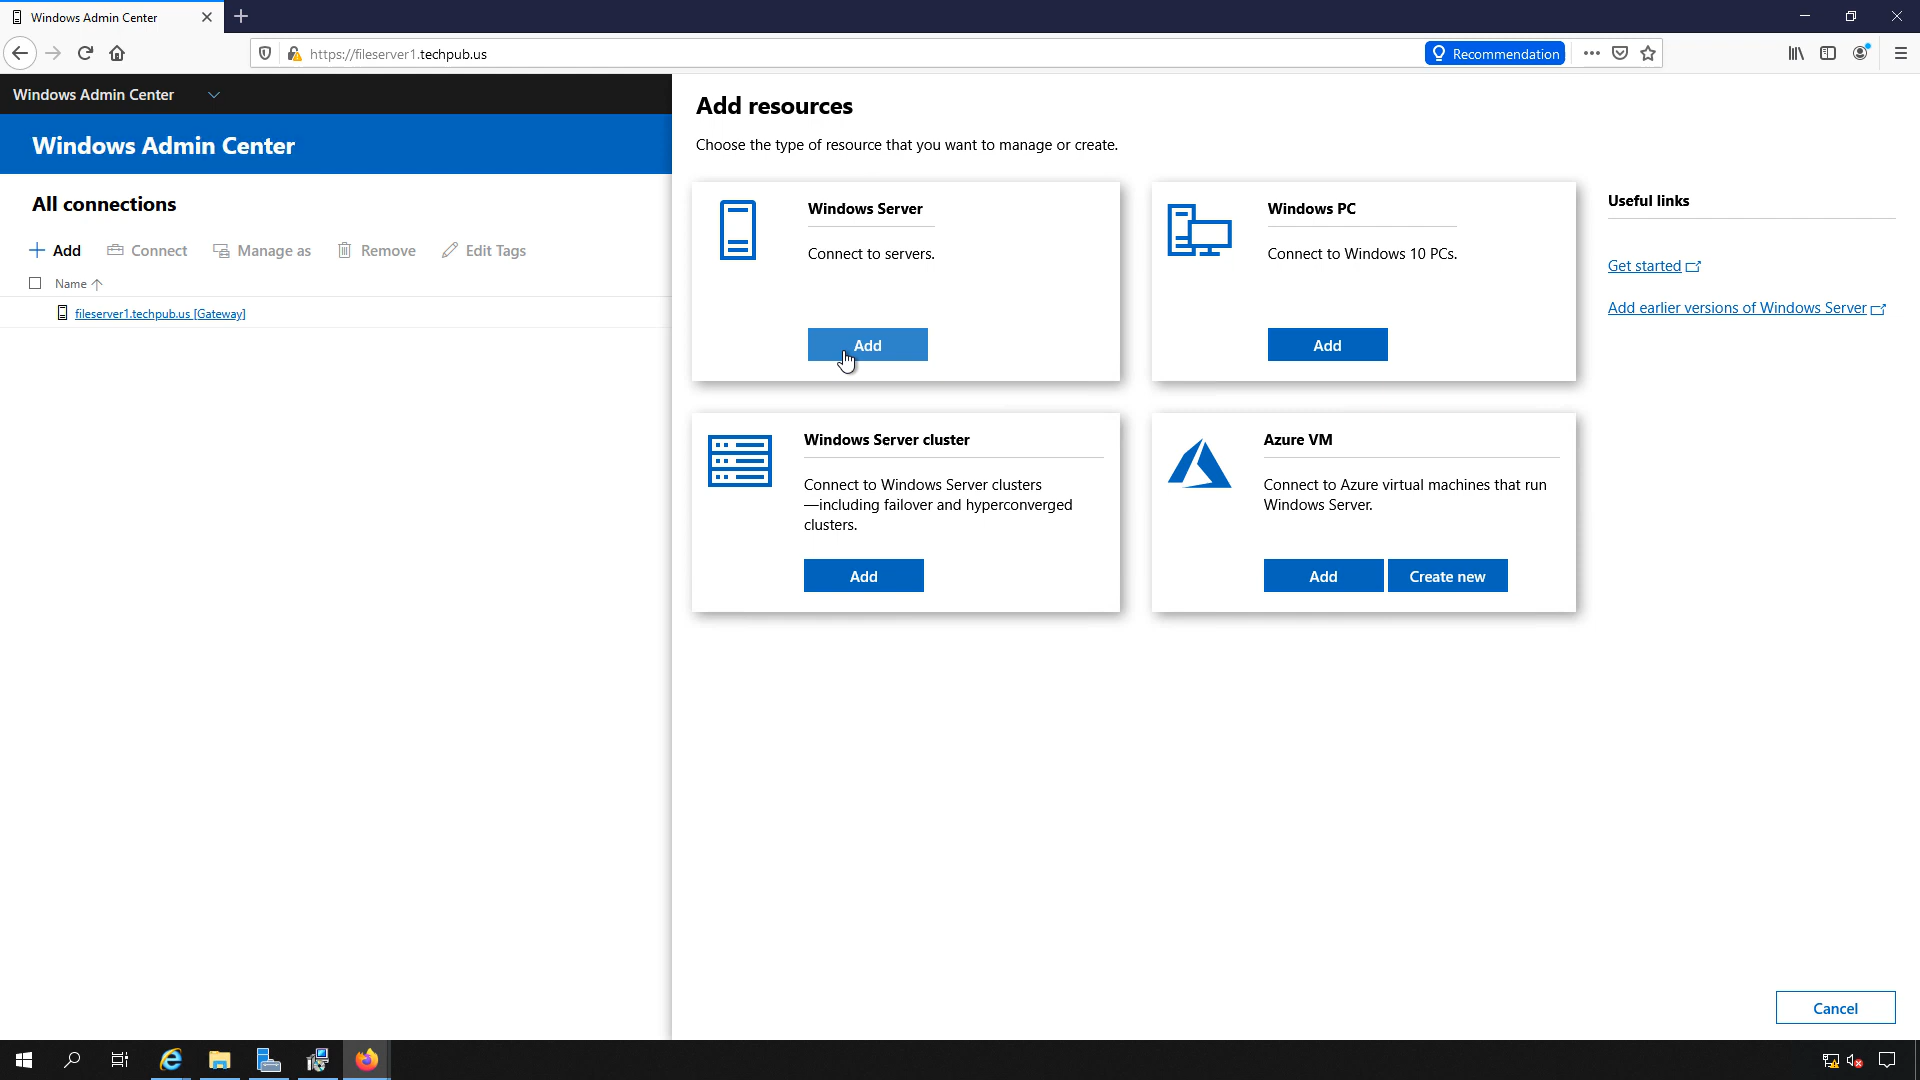 Windows Admin Center
https://fileserver1.techpub.us
Recommendation
Windows Admin Center
Windows Admin Center
All connections
Add Connect Manage as Remove Edit Tags
Name
fileserver1.techpub.us [Gateway]
Add resources
Choose the type of resource that you want to manage or create.
Windows Server
Connect to servers.
Add
Windows PC
Connect to Windows 10 PCs.
Add
Windows Server cluster
Connect to Windows Server clusters
—including failover and hyperconverged
clusters.
Add
Azure VM
Connect to Azure virtual machines that run
Windows Server.
Add Create new
Useful links
Get started
Add earlier versions of Windows Server
Cancel